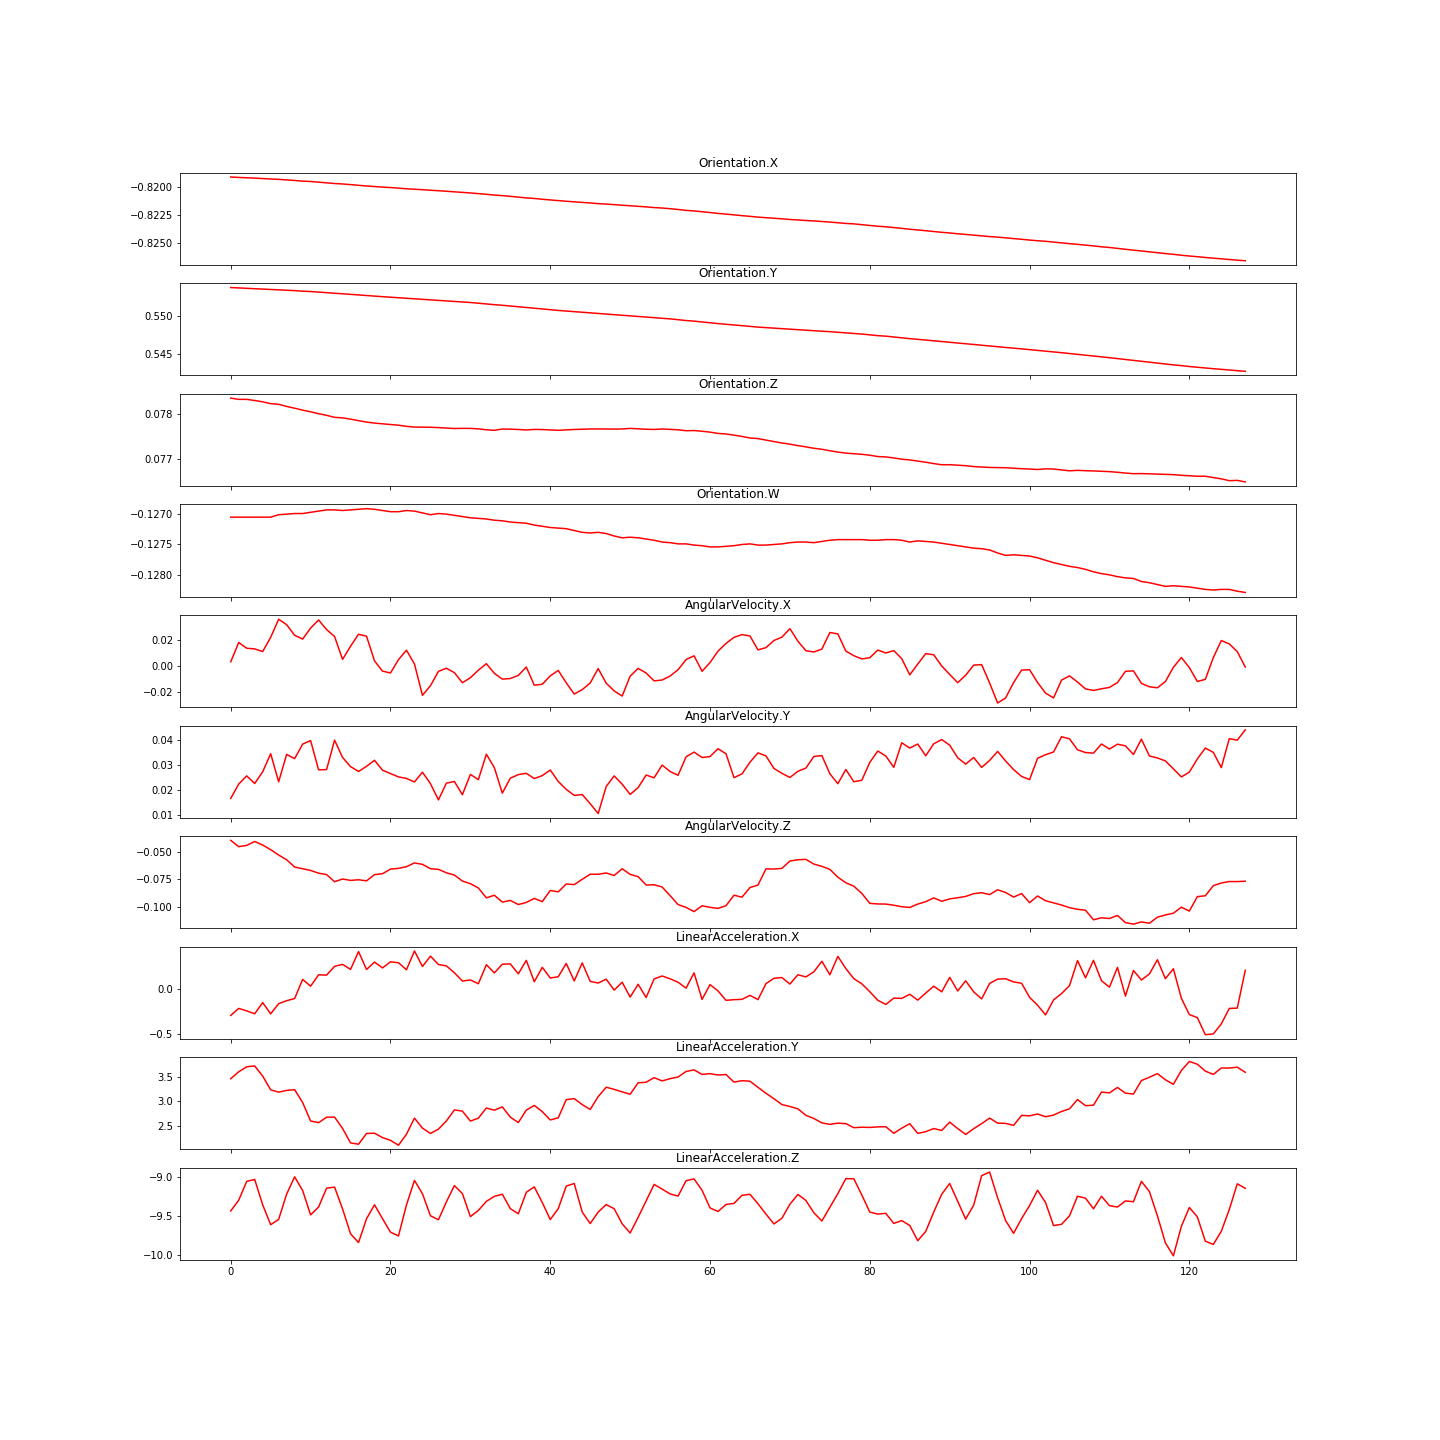 Orientation.X
−0.8200
−0.8225
−0.8250
Orientation.Y
0.550
0.545
Orientation.Z
0.078
0.077
Orientation.W
−0.1270
−0.1275
−0.1280
AngularVelocity.X
0.02
0.00
−0.02
AngularVelocity.Y
0.04
0.03
0.02
0.01
AngularVelocity.Z
−0.050
−0.075
−0.100
LinearAcceleration.X
0.0
−0.5
LinearAcceleration.Y
3.5
3.0
2.5
LinearAcceleration.Z
−9.0
−9.5
−10.0
0 20 40 60 80 100 120